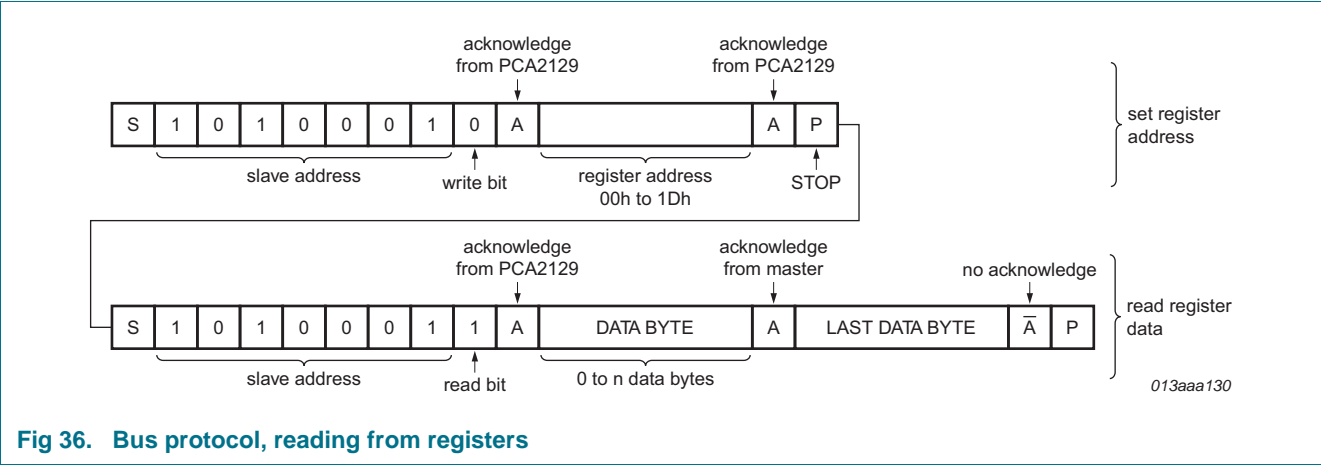 acknowledge acknowledge
from PCA2129 from PCA2129
S 1 0 1 0 0 0 1 0 A A P
set register
address
slave address write bit register address STOP
00h to 1Dh
acknowledge acknowledge
from PCA2129 from master no acknowledge
S 1 0 1 0 0 0 1 1 A DATA BYTE A LAST DATA BYTE A̅ P
read register
data
slave address read bit 0 to n data bytes
013aaa130
Fig 36. Bus protocol, reading from registers